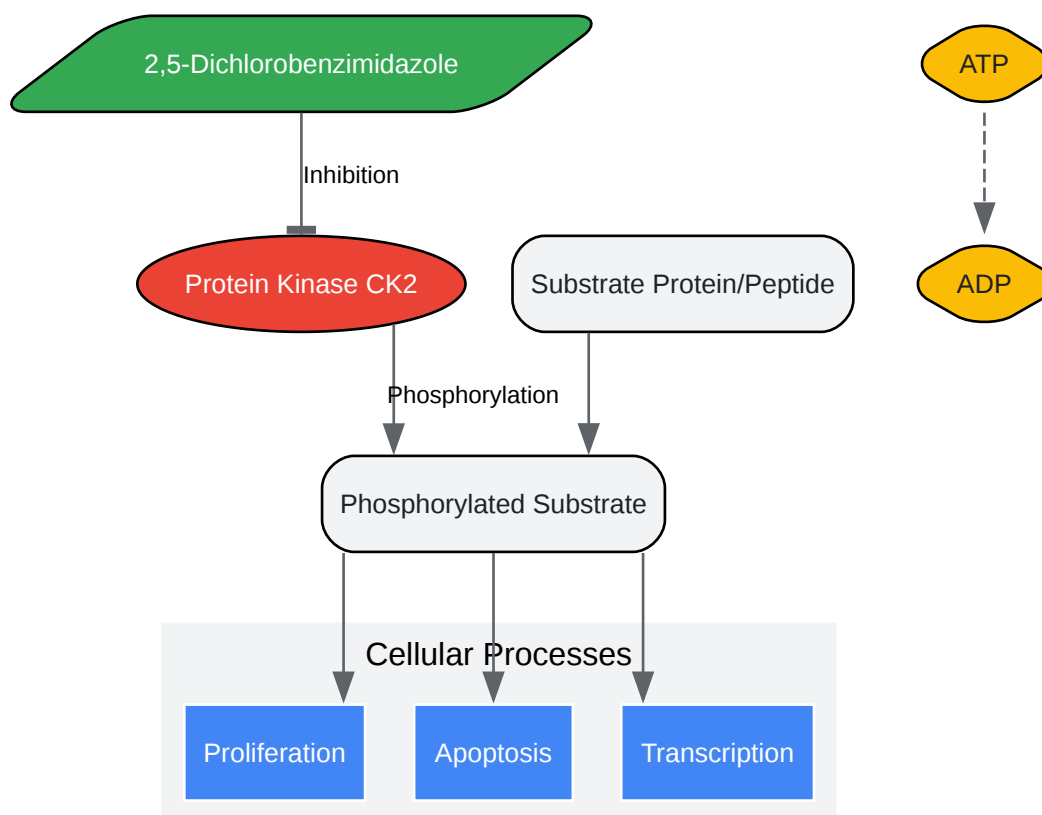 2,5-Dichlorobenzimidazole
ATP
Inhibition
Protein Kinase CK2
Substrate Protein/Peptide
ADP
Phosphorylation
Phosphorylated Substrate
Cellular Processes
Proliferation
Apoptosis
Transcription